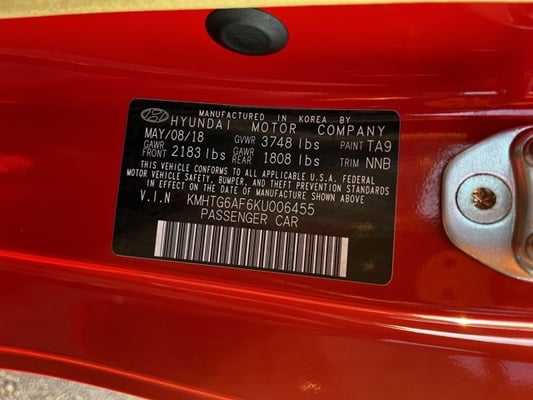 MANUFACTURED IN KOREA BY
HYUNDAI MOTOR COMPANY
MAY/08/18 GVWR 3748 lbs PAINT TA9
GAWR FRONT 2183 lbs GAWR REAR 1808 lbs TRIM NNB
THIS VEHICLE CONFORMS TO ALL APPLICABLE U.S.A. FEDERAL
MOTOR VEHICLE SAFETY, BUMPER, AND THEFT PREVENTION STANDARDS
IN EFFECT ON THE DATE OF MANUFACTURE SHOWN ABOVE.
V.I.N KMHTG6AF6KU006455
PASSENGER CAR